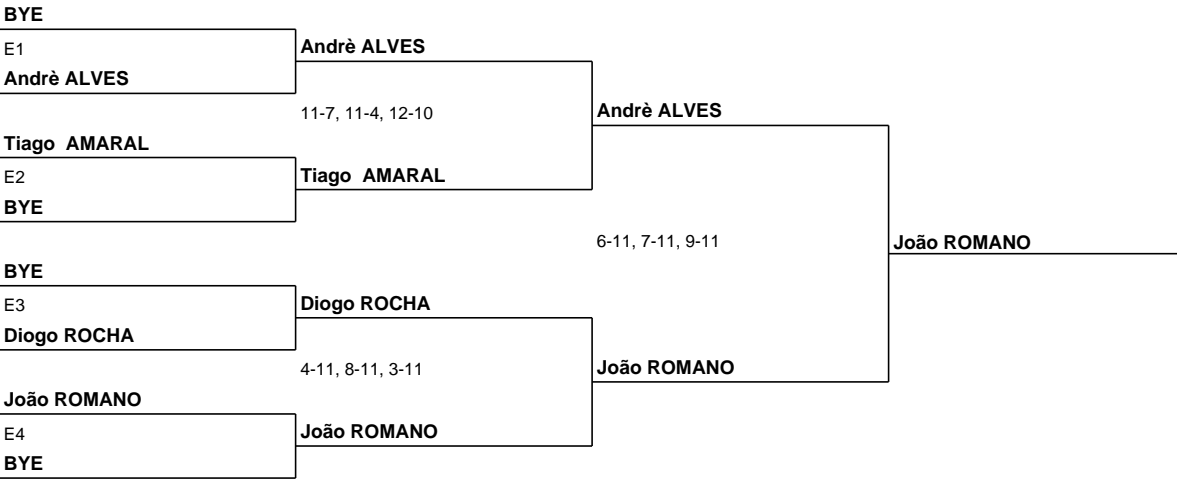 BYE
E1
Andrè ALVES
Andrè ALVES
11-7, 11-4, 12-10
Andrè ALVES
Tiago  AMARAL
E2
Tiago  AMARAL
BYE
6-11, 7-11, 9-11
João ROMANO
BYE
E3
Diogo ROCHA
Diogo ROCHA
4-11, 8-11, 3-11
João ROMANO
João ROMANO
E4
João ROMANO
BYE